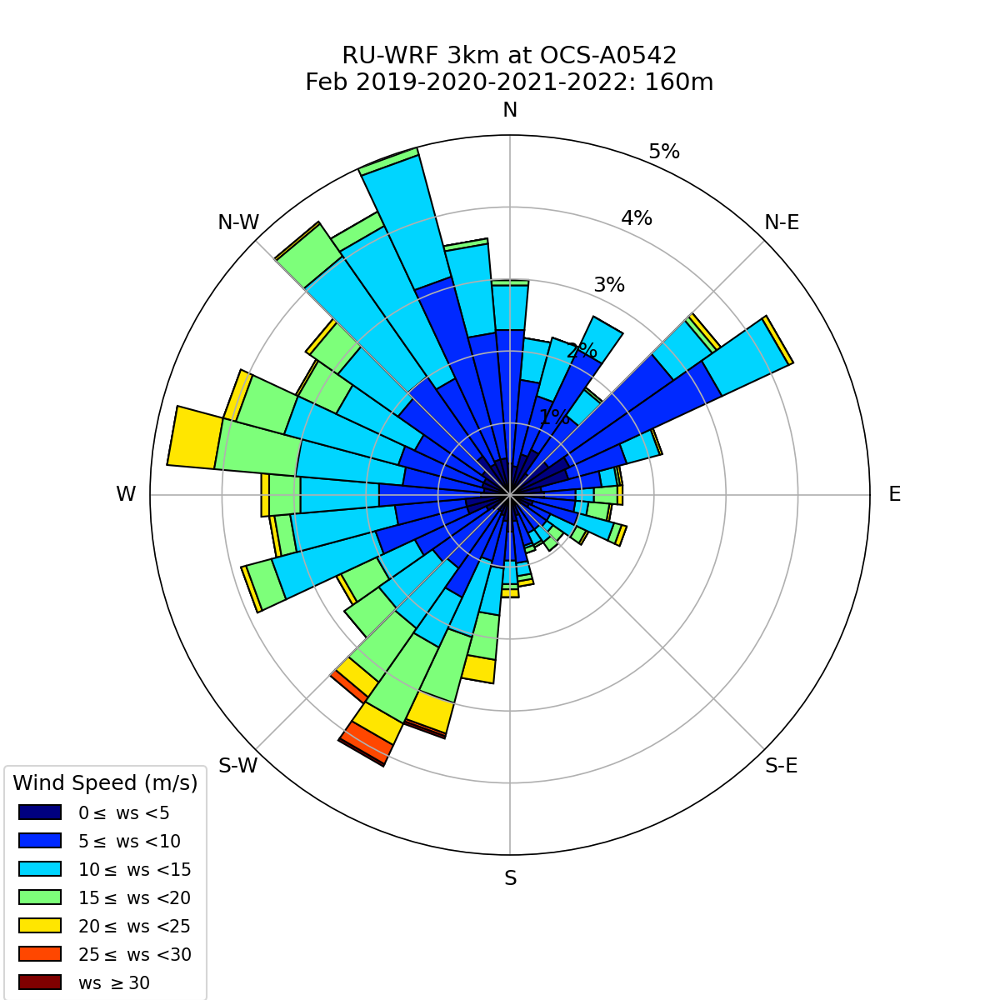 RU-WRF 3km at OCS-A0542
Feb 2019-2020-2021-2022: 160m
N
5%
4%
N-W
N-E
3%
2%
1%
W
E
S-W
S-E
S
Wind Speed (m/s)
0≤ ws <5
5≤ ws <10
10≤ ws <15
15≤ ws <20
20≤ ws <25
25≤ ws <30
ws ≥30